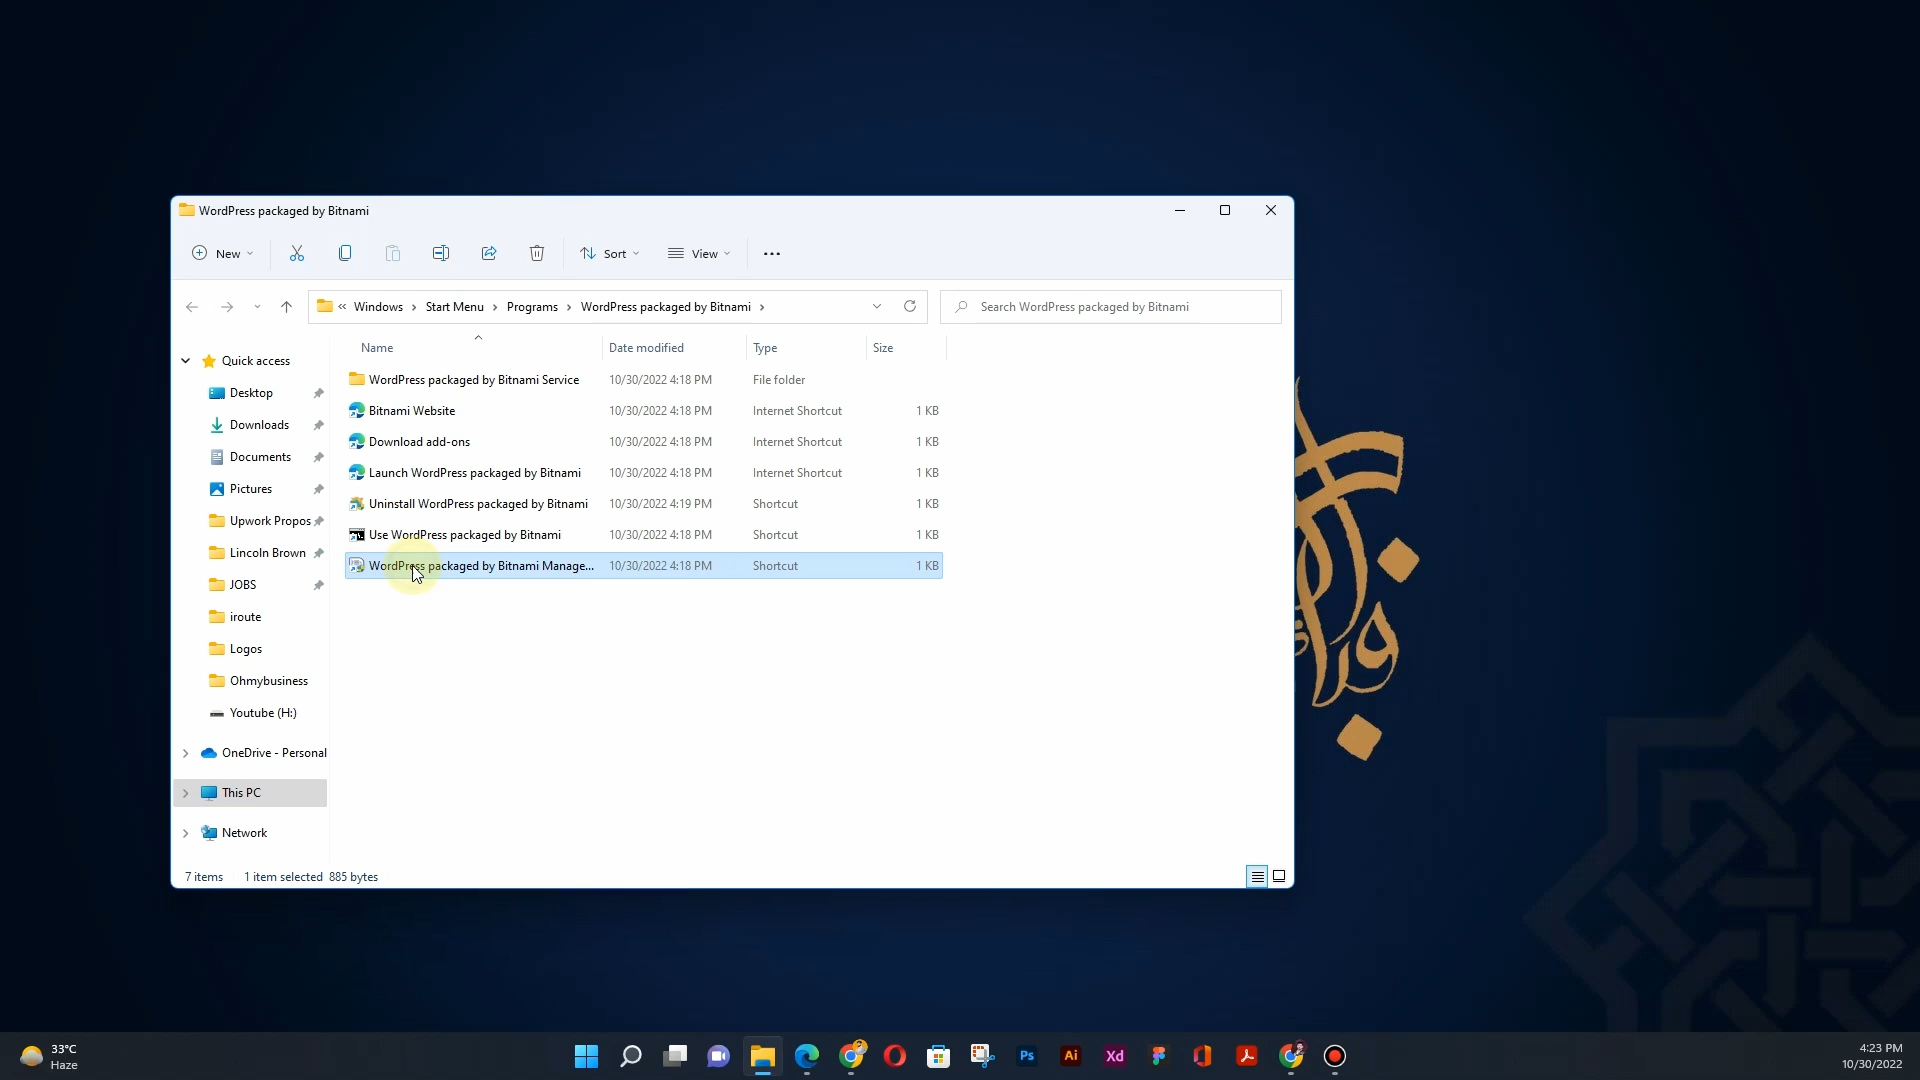 WordPress packaged by Bitnami
New
Sort
View
« Windows > Start Menu > Programs > WordPress packaged by Bitnami >
Search WordPress packaged by Bitnami
Name Date modified Type Size
Quick access
Desktop
Downloads
Documents
Pictures
Upwork Propos
Lincoln Brown
JOBS
iroute
Logos
Ohmybusiness
Youtube (H:)
OneDrive - Personal
This PC
Network
WordPress packaged by Bitnami Service 10/30/2022 4:18 PM File folder
Bitnami Website 10/30/2022 4:18 PM Internet Shortcut 1 KB
Download add-ons 10/30/2022 4:18 PM Internet Shortcut 1 KB
Launch WordPress packaged by Bitnami 10/30/2022 4:18 PM Internet Shortcut 1 KB
Uninstall WordPress packaged by Bitnami 10/30/2022 4:19 PM Shortcut 1 KB
Use WordPress packaged by Bitnami 10/30/2022 4:18 PM Shortcut 1 KB
WordPress packaged by Bitnami Manage... 10/30/2022 4:18 PM Shortcut 1 KB
7 items 1 item selected 885 bytes
33°C
Haze
Ps
Ai
Xd
4:23 PM
10/30/2022